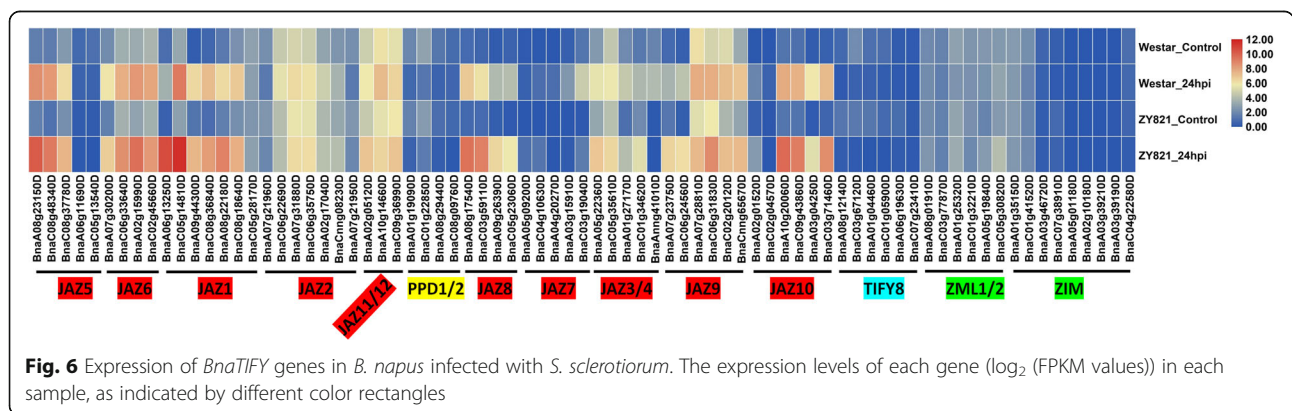 Westar_Control
Westar_24hpi
ZY821_Control
ZY821_24hpi
12.00
10.00
8.00
6.00
4.00
2.00
0.00
BnaA08g23150D
BnaC08g48340D
BnaC08g37780D
BnaA06g11690D
BnaC05g13540D
BnaA07g30200D
BnaC06g33640D
BnaA02g15990D
BnaC02g45660D
BnaA06g13250D
BnaC05g14810D
BnaA09g44300D
BnaC08g36840D
BnaA08g22160D
BnaC08g18640D
BnaC05g28170D
BnaA07g21960D
BnaC06g22690D
BnaA07g31880D
BnaC06g35750D
BnaA02g17040D
BnaCnng08230D
BnaA07g21950D
BnaA02g05120D
BnaA10g14660D
BnaC09g36990D
BnaA01g19090D
BnaC01g22850D
BnaA08g29440D
BnaC08g09760D
BnaA08g17540D
BnaC03g59110D
BnaA09g26390D
BnaC05g23060D
BnaA05g09200D
BnaC04g10630D
BnaA04g20270D
BnaA03g15910D
BnaC03g19040D
BnaA05g22360D
BnaC05g35610D
BnaA01g27710D
BnaC01g34620D
BnaAnng41010D
BnaA07g23750D
BnaC06g24560D
BnaA07g28810D
BnaC06g31830D
BnaC02g20120D
BnaCnng65670D
BnaA02g01520D
BnaC02g04570D
BnaA10g20060D
BnaC09g43860D
BnaA03g04250D
BnaC03g71460D
BnaA08g12140D
BnaC03g67120D
BnaA01g04460D
BnaC01g05900D
BnaA06g19630D
BnaC07g23410D
BnaA08g01910D
BnaC03g77870D
BnaA01g25320D
BnaC01g32210D
BnaA05g19840D
BnaC05g30820D
BnaA01g35150D
BnaC01g41520D
BnaA03g46720D
BnaC07g38910D
BnaA05g01180D
BnaA02g10180D
BnaA03g39210D
BnaA03g39190D
BnaC04g22580D
JAZ5 JAZ6 JAZ1 JAZ2 JAZ11/12 PPD1/2 JAZ8 JAZ7 JAZ3/4 JAZ9 JAZ10 TIFY8 ZML1/2 ZIM
Fig. 6 Expression of BnaTIFY genes in B. napus infected with S. sclerotiorum. The expression levels of each gene (log₂ (FPKM values)) in each
sample, as indicated by different color rectangles